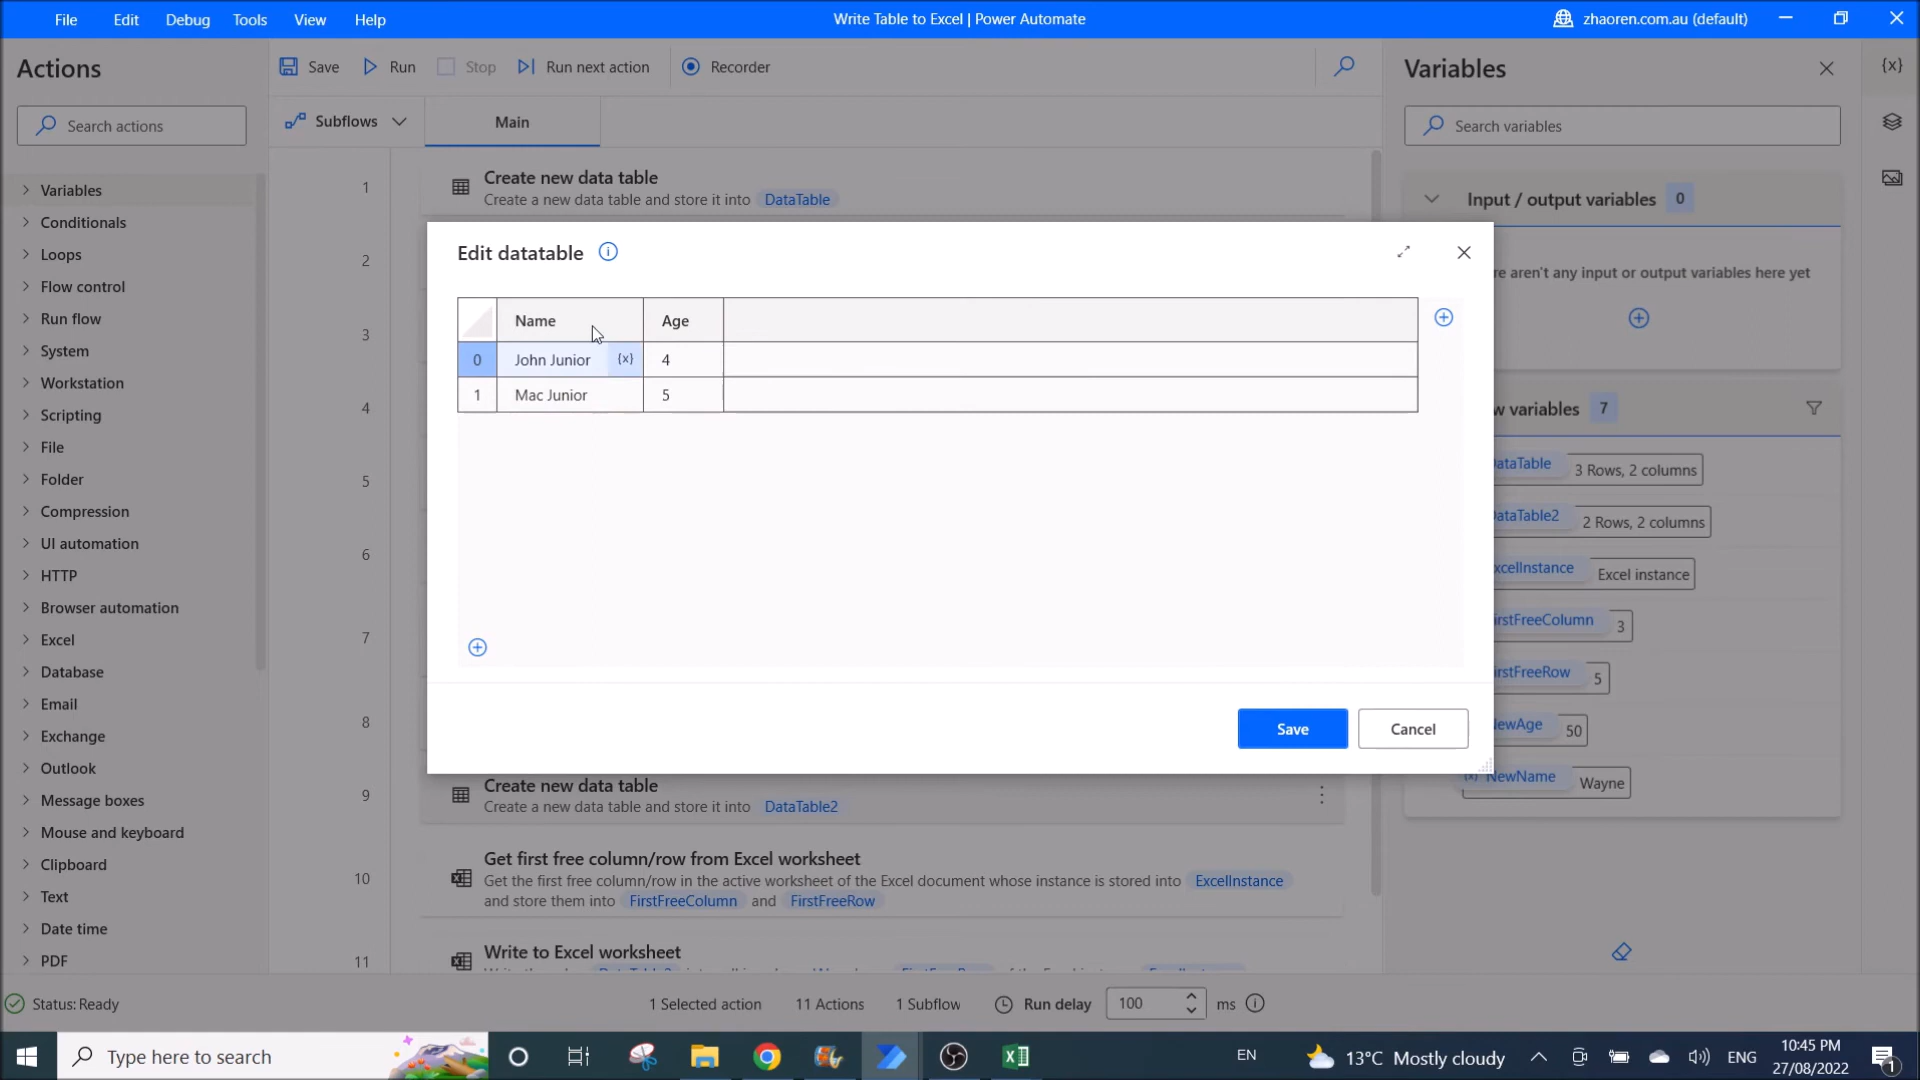 File Edit Debug Tools View Help
Write Table to Excel | Power Automate
zhaoren.com.au (default)
Actions
Search actions
Variables
Conditionals
Loops
Flow control
Run flow
System
Workstation
Scripting
File
Folder
Compression
UI automation
HTTP
Browser automation
Excel
Database
Email
Exchange
Outlook
Message boxes
Mouse and keyboard
Clipboard
Text
Date time
PDF
Save Run Stop Run next action Recorder
Subflows Main
1
2
3
4
5
6
7
8
9
10
11
Create new data table
Create a new data table and store it into DataTable
Edit datatable
Name Age
0 John Junior {x} 4
1 Mac Junior 5
Save Cancel
Create new data table
Create a new data table and store it into DataTable2
Get first free column/row from Excel worksheet
Get the first free column/row in the active worksheet of the Excel document whose instance is stored into ExcelInstance
and store them into FirstFreeColumn and FirstFreeRow
Write to Excel worksheet
Variables
{x}
Search variables
Input / output variables 0
re aren't any input or output variables here yet
w variables 7
DataTable 3 Rows, 2 columns
DataTable2 2 Rows, 2 columns
xcelInstance Excel instance
irstFreeColumn 3
irstFreeRow 5
NewAge 50
{x} NewName Wayne
Status: Ready
1 Selected action 11 Actions 1 Subflow Run delay 100 ms
Type here to search
EN
13°C Mostly cloudy
ENG
10:45 PM
27/08/2022
1